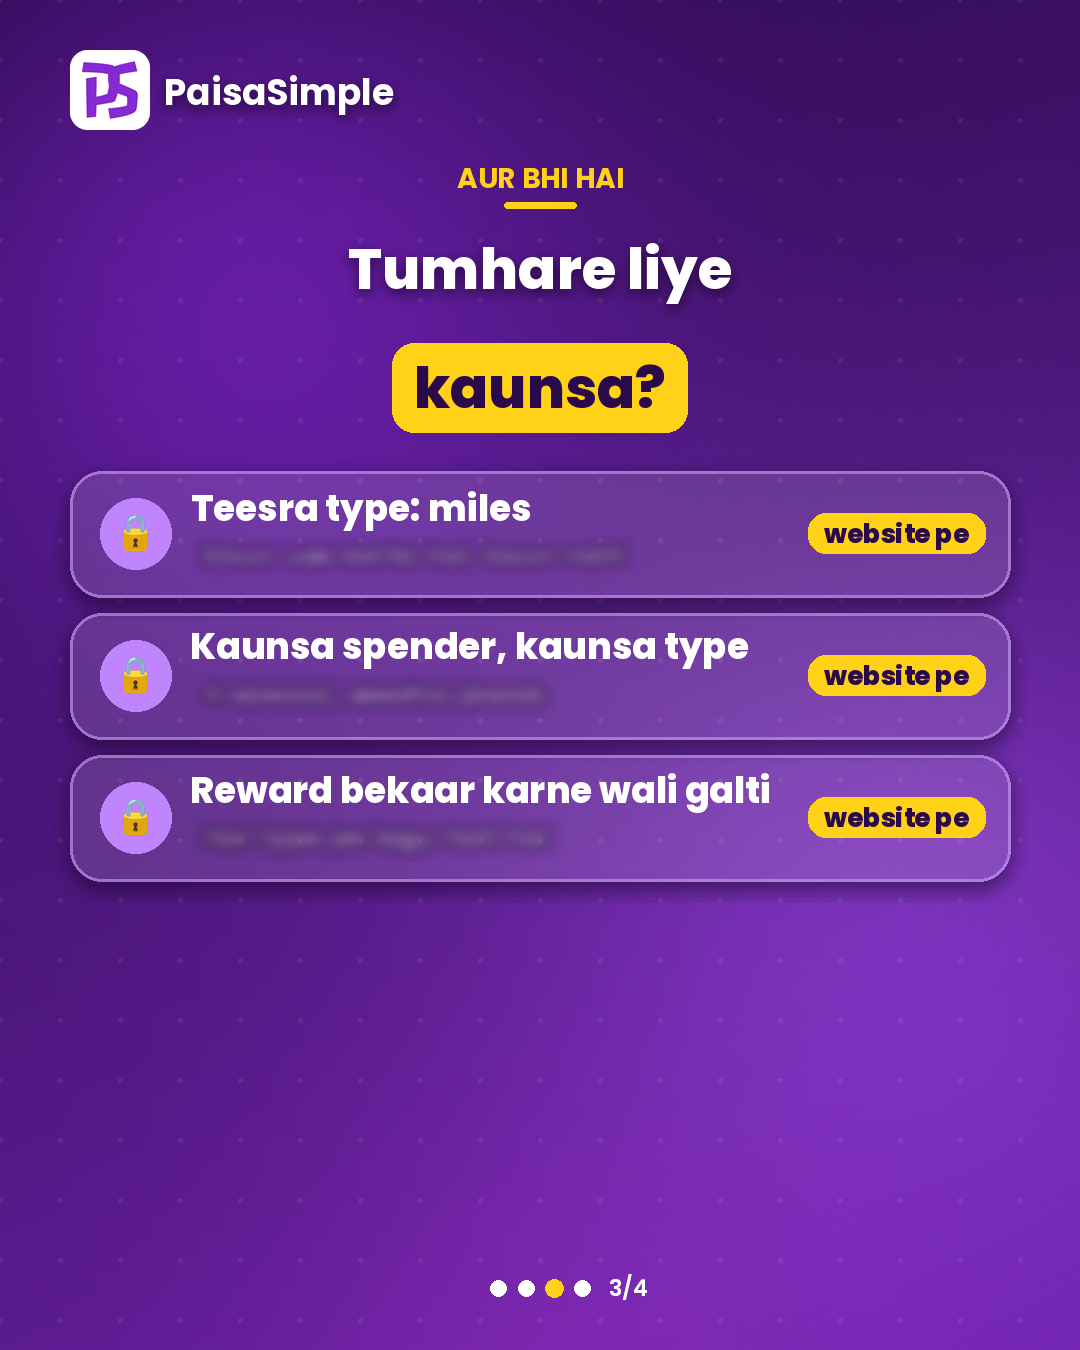 PaisaSimple
AUR BHI HAI
Tumhare liye
kaunsa?
Teesra type: miles
website pe
Kaunsa spender, kaunsa type
website pe
Reward bekaar karne wali galti
website pe
3/4